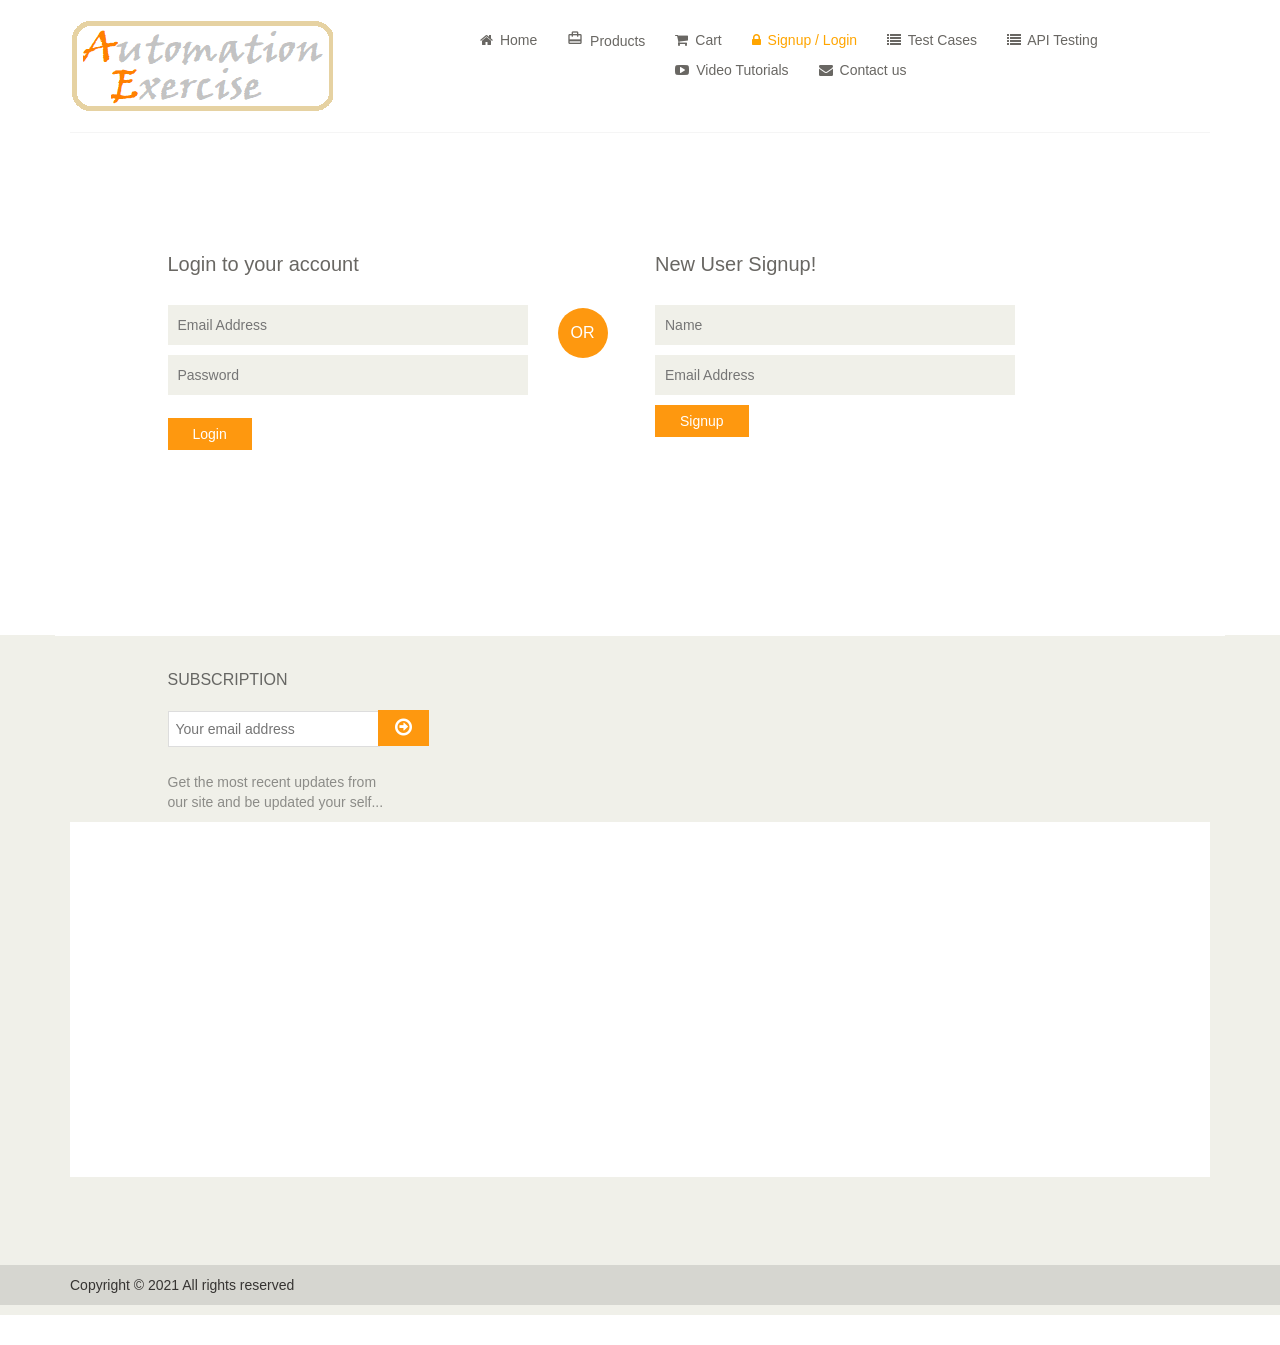 Automation
Exercise
Home Products Cart Signup / Login Test Cases API Testing
Video Tutorials Contact us
Login to your account
Email Address
Password
Login
OR
New User Signup!
Name
Email Address
Signup
SUBSCRIPTION
Your email address
Get the most recent updates from
our site and be updated your self...
Copyright © 2021 All rights reserved